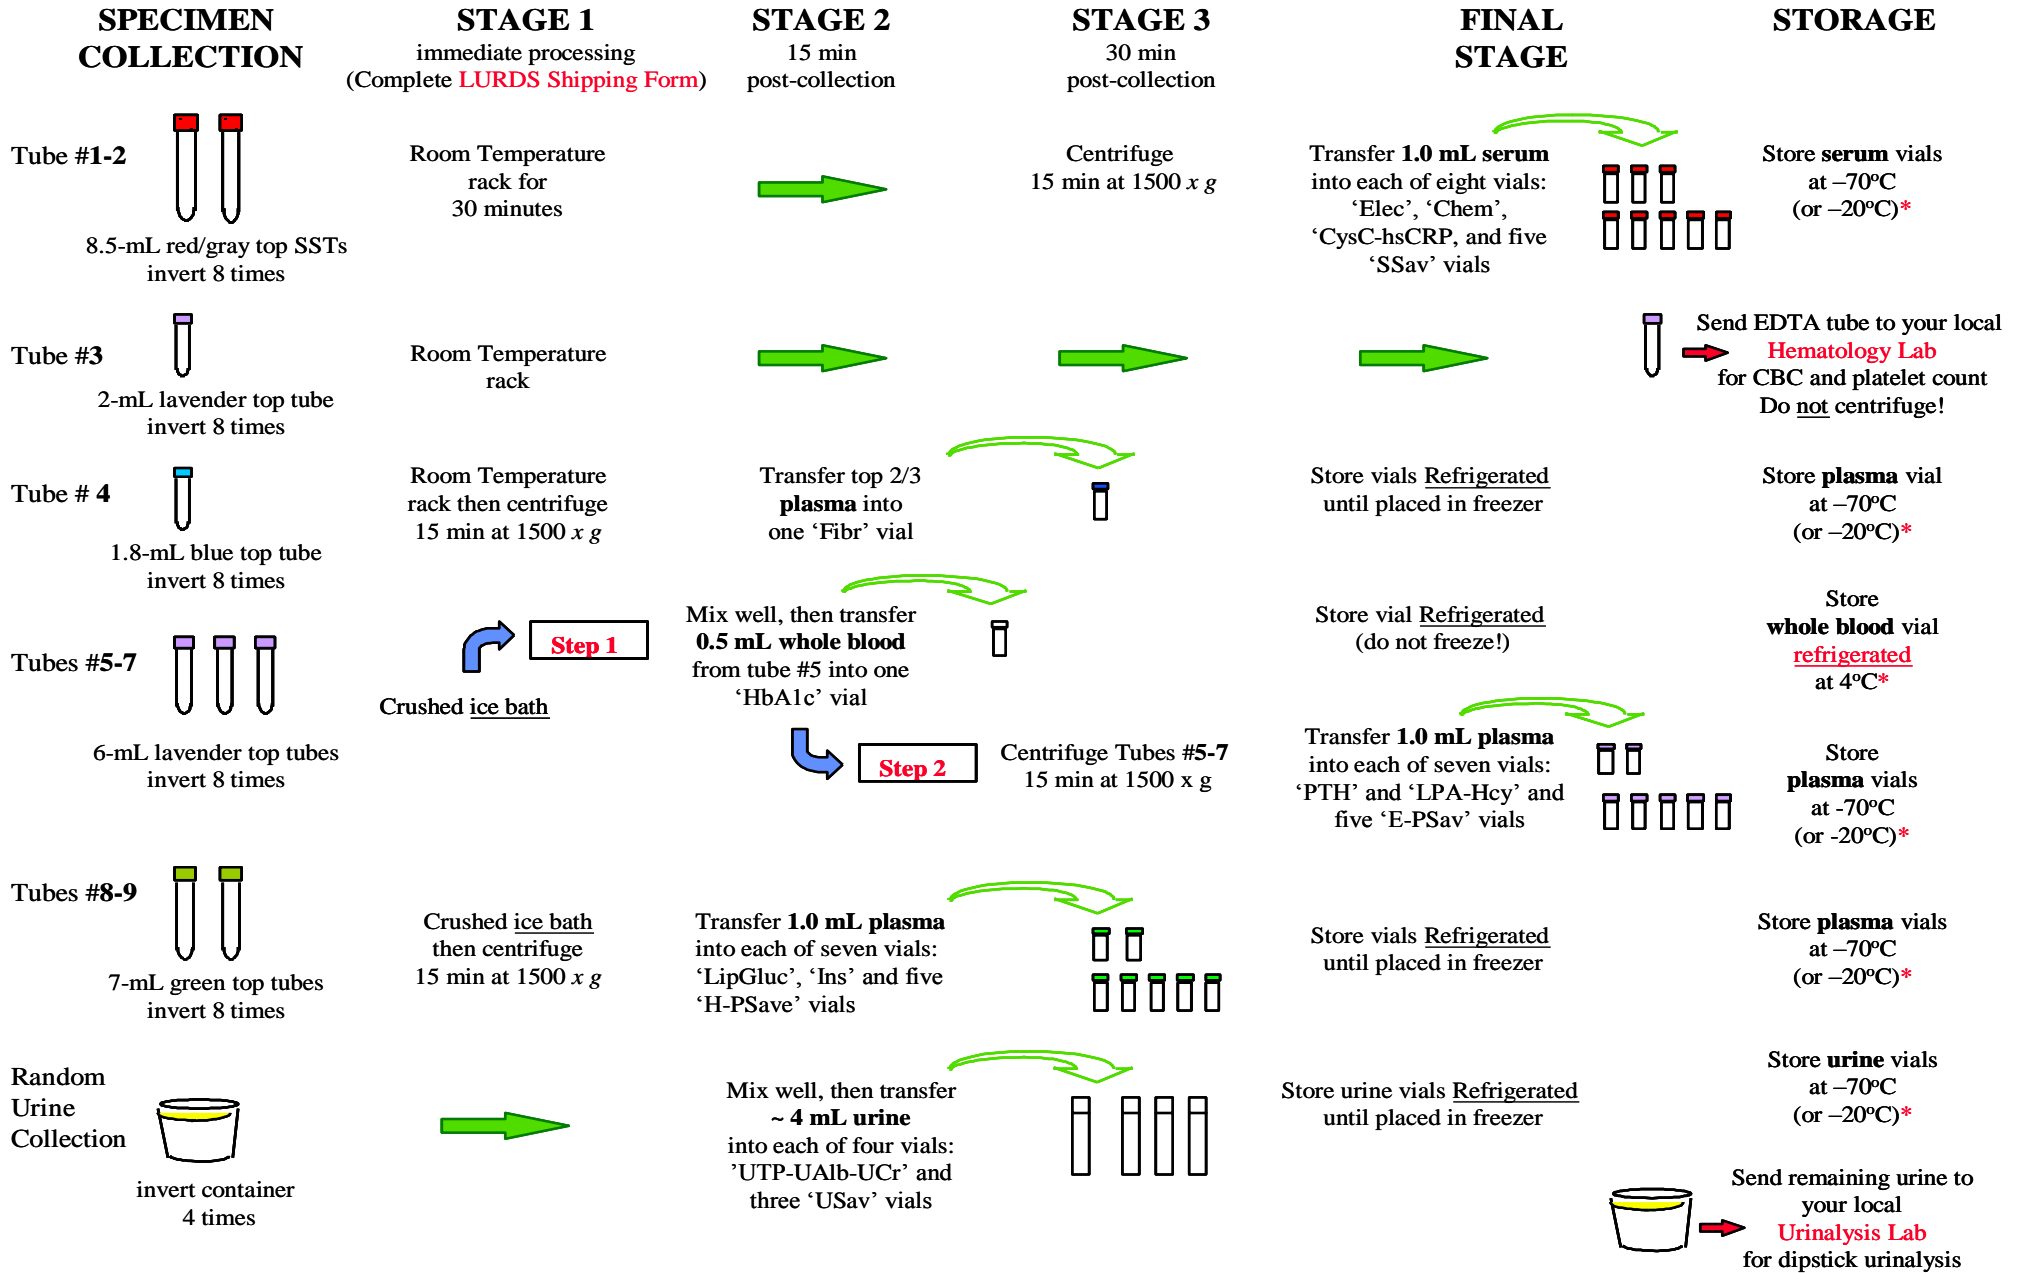 SPECIMEN
COLLECTION
STAGE 1
immediate processing
(Complete LURDS Shipping Form)
STAGE 2
15 min
post-collection
STAGE 3
30 min
post-collection
FINAL
STAGE
STORAGE
Tube #1-2
8.5-mL red/gray top SSTs
invert 8 times
Room Temperature
rack for
30 minutes
Centrifuge
15 min at 1500 x g
Transfer 1.0 mL serum
into each of eight vials:
‘Elec’, ‘Chem’,
‘CysC-hsCRP, and five
‘SSav’ vials
Store serum vials
at –70ºC
(or –20ºC)*
Tube #3
2-mL lavender top tube
invert 8 times
Room Temperature
rack
Send EDTA tube to your local
Hematology Lab
for CBC and platelet count
Do not centrifuge!
Tube # 4
1.8-mL blue top tube
invert 8 times
Room Temperature
rack then centrifuge
15 min at 1500 x g
Transfer top 2/3
plasma into
one ‘Fibr’ vial
Store vials Refrigerated
until placed in freezer
Store plasma vial
at –70ºC
(or –20ºC)*
Tubes #5-7
6-mL lavender top tubes
invert 8 times
Crushed ice bath
Step 1
Mix well, then transfer
0.5 mL whole blood
from tube #5 into one
‘HbA1c’ vial
Store vial Refrigerated
(do not freeze!)
Store
whole blood vial
refrigerated
at 4ºC*
Step 2
Centrifuge Tubes #5-7
15 min at 1500 x g
Transfer 1.0 mL plasma
into each of seven vials:
‘PTH’ and ‘LPA-Hcy’ and
five ‘E-PSav’ vials
Store
plasma vials
at -70ºC
(or -20ºC)*
Tubes #8-9
7-mL green top tubes
invert 8 times
Crushed ice bath
then centrifuge
15 min at 1500 x g
Transfer 1.0 mL plasma
into each of seven vials:
‘LipGluc’, ‘Ins’ and five
‘H-PSave’ vials
Store vials Refrigerated
until placed in freezer
Store plasma vials
at –70ºC
(or –20ºC)*
Random
Urine
Collection
invert container
4 times
Mix well, then transfer
~ 4 mL urine
into each of four vials:
’UTP-UAlb-UCr’ and
three ‘USav’ vials
Store urine vials Refrigerated
until placed in freezer
Store urine vials
at –70ºC
(or –20ºC)*
Send remaining urine to
your local
Urinalysis Lab
for dipstick urinalysis